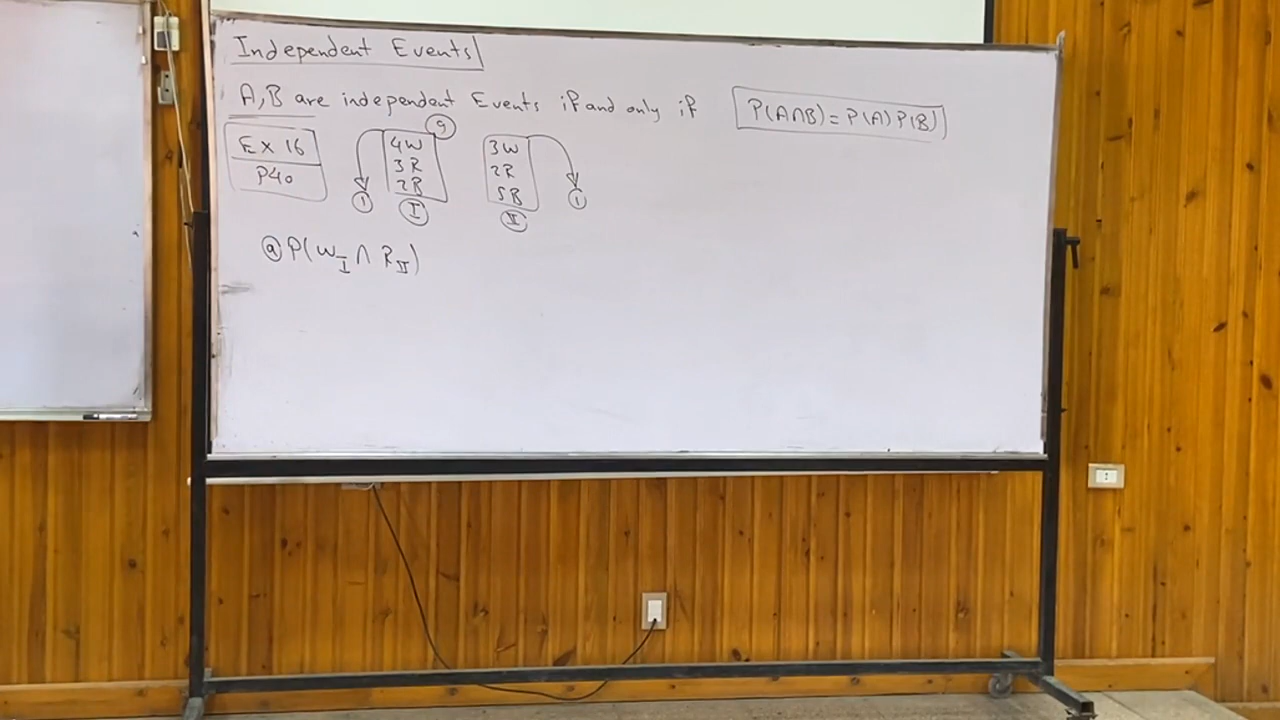 Independent Events
A,B are independent Events if and only if P(A∩B)=P(A)P(B)
Ex 16
P40
9
4W
3R
2B
1
I
3W
2R
5B
1
II
ⓐ P(W_I ∩ R_II)